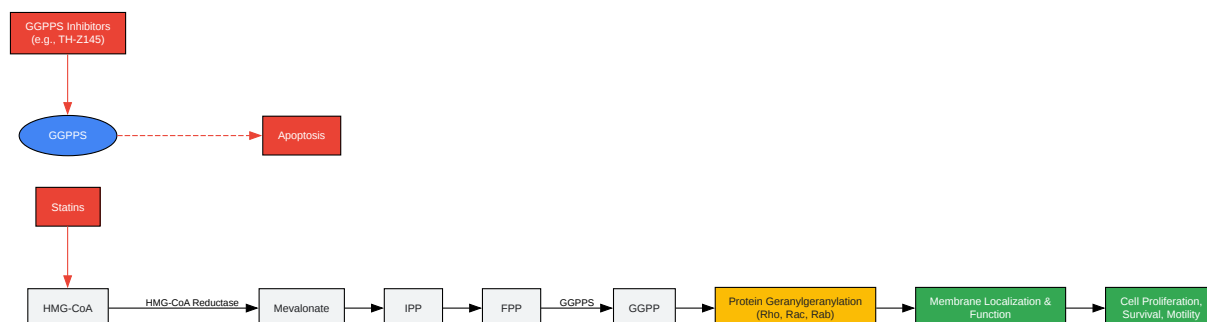 GGPPS Inhibitors
(e.g., TH-Z145)
GGPPS
Apoptosis
Statins
HMG-CoA
HMG-CoA Reductase
Mevalonate
IPP
FPP
GGPPS
GGPP
Protein Geranylgeranylation
(Rho, Rac, Rab)
Membrane Localization &
Function
Cell Proliferation,
Survival, Motility